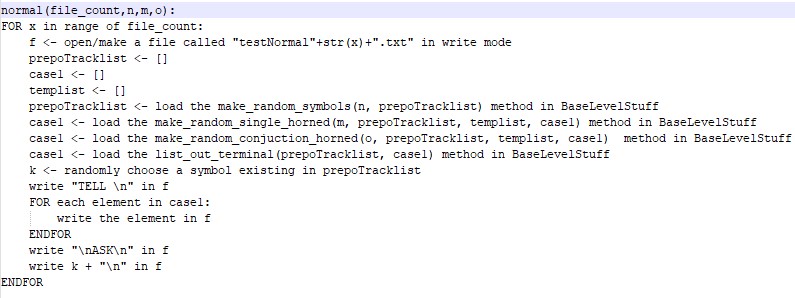 normal(file_count,n,m,o):
FOR x in range of file_count:
    f <- open/make a file called "testNormal"+str(x)+".txt" in write mode
    prepoTracklist <- []
    case1 <- []
    templist <- []
    prepoTracklist <- load the make_random_symbols(n, prepoTracklist) method in BaseLevelStuff
    case1 <- load the make_random_single_horned(m, prepoTracklist, templist, case1) method in BaseLevelStuff
    case1 <- load the make_random_conjuction_horned(o, prepoTracklist, templist, case1)  method in BaseLevelStuff
    case1 <- load the list_out_terminal(prepoTracklist, case1) method in BaseLevelStuff
    k <- randomly choose a symbol existing in prepoTracklist
    write "TELL \n" in f
    FOR each element in case1:
        write the element in f
    ENDFOR
    write "\nASK\n" in f
    write k + "\n" in f
ENDFOR